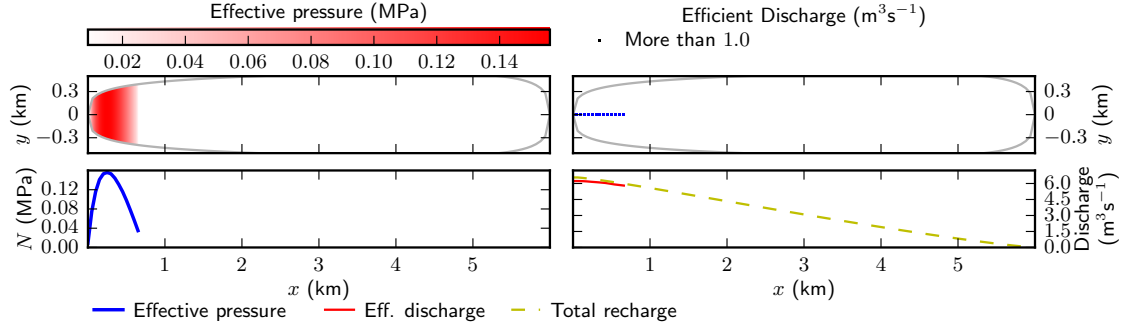 Effective pressure (MPa)
Efficient Discharge (m³s⁻¹)
More than 1.0
0.02 0.04 0.06 0.08 0.10 0.12 0.14
y (km)
0.3
0
−0.3
0.3
0
−0.3
y (km)
N (MPa)
0.12
0.08
0.04
0.00
6.0
4.5
3.0
1.5
0.0
Discharge
(m³s⁻¹)
1 2 3 4 5
1 2 3 4 5
x (km)
x (km)
Effective pressure Eff. discharge Total recharge